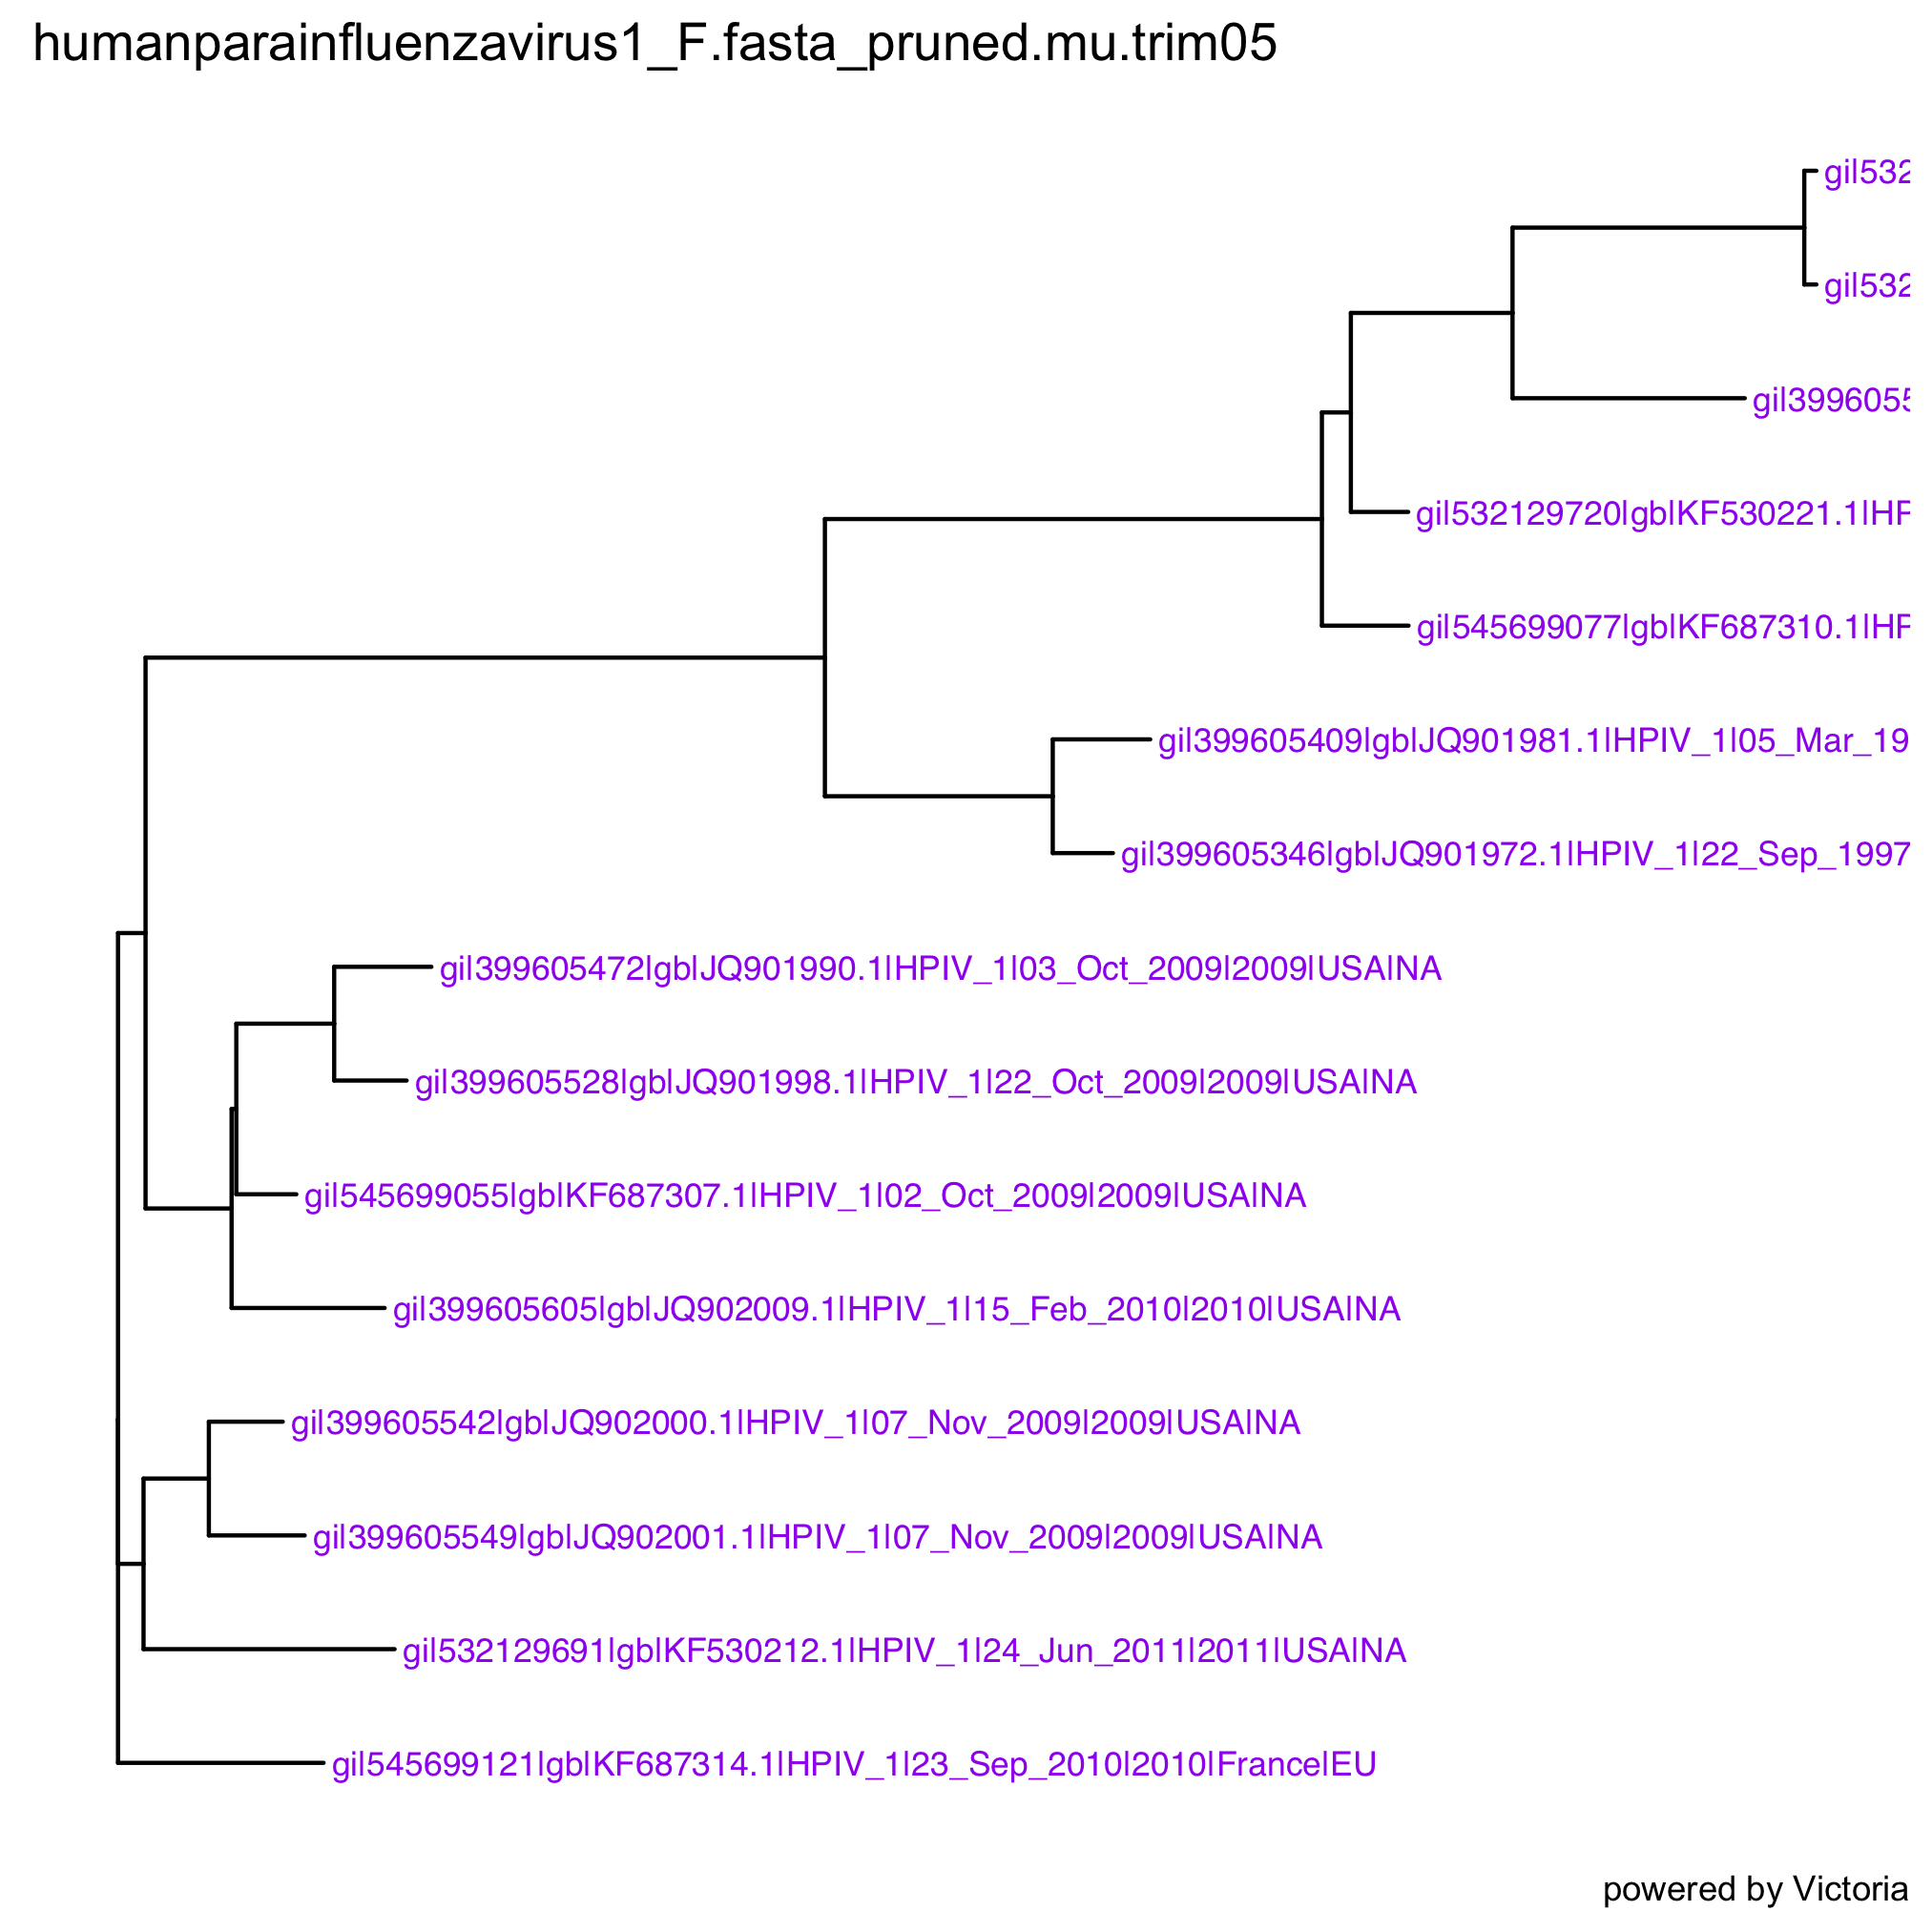 humanparainfluenzavirus1_F.fasta_pruned.mu.trim05
gi|532
gi|532
gi|399605
gi|532129720|gb|KF530221.1|HP
gi|545699077|gb|KF687310.1|HP
gi|399605409|gb|JQ901981.1|HPIV_1|05_Mar_19
gi|399605346|gb|JQ901972.1|HPIV_1|22_Sep_1997
gi|399605472|gb|JQ901990.1|HPIV_1|03_Oct_2009|2009|USA|NA
gi|399605528|gb|JQ901998.1|HPIV_1|22_Oct_2009|2009|USA|NA
gi|545699055|gb|KF687307.1|HPIV_1|02_Oct_2009|2009|USA|NA
gi|399605605|gb|JQ902009.1|HPIV_1|15_Feb_2010|2010|USA|NA
gi|399605542|gb|JQ902000.1|HPIV_1|07_Nov_2009|2009|USA|NA
gi|399605549|gb|JQ902001.1|HPIV_1|07_Nov_2009|2009|USA|NA
gi|532129691|gb|KF530212.1|HPIV_1|24_Jun_2011|2011|USA|NA
gi|545699121|gb|KF687314.1|HPIV_1|23_Sep_2010|2010|France|EU
powered by Victoria